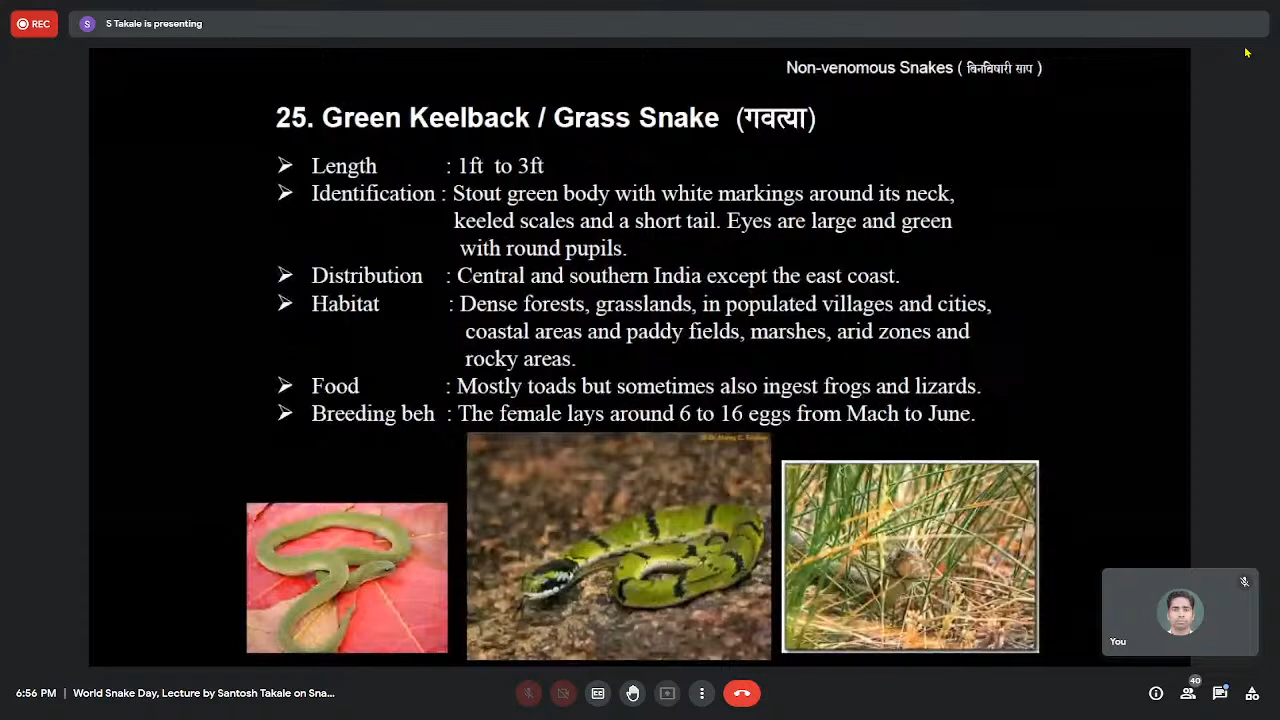 REC
S
S Takale is presenting
Non-venomous Snakes ( बिनविषारी साप )
25. Green Keelback / Grass Snake (गवत्या)
➢ Length : 1ft to 3ft
➢ Identification : Stout green body with white markings around its neck,
keeled scales and a short tail. Eyes are large and green
with round pupils.
➢ Distribution : Central and southern India except the east coast.
➢ Habitat : Dense forests, grasslands, in populated villages and cities,
coastal areas and paddy fields, marshes, arid zones and
rocky areas.
➢ Food : Mostly toads but sometimes also ingest frogs and lizards.
➢ Breeding beh : The female lays around 6 to 16 eggs from Mach to June.
You
6:56 PM | World Snake Day, Lecture by Santosh Takale on Sna...
40